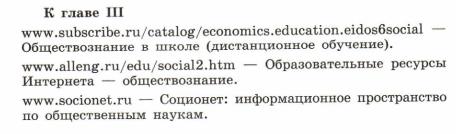 К главе III
www.subscribe.ru/catalog/economics.education.eidos6social —
Обществознание в школе (дистанционное обучение).
www.alleng.ru/edu/social2.htm — Образовательные ресурсы
Интернета — обществознание.
www.socionet.ru — Соционет: информационное пространство
по общественным наукам.